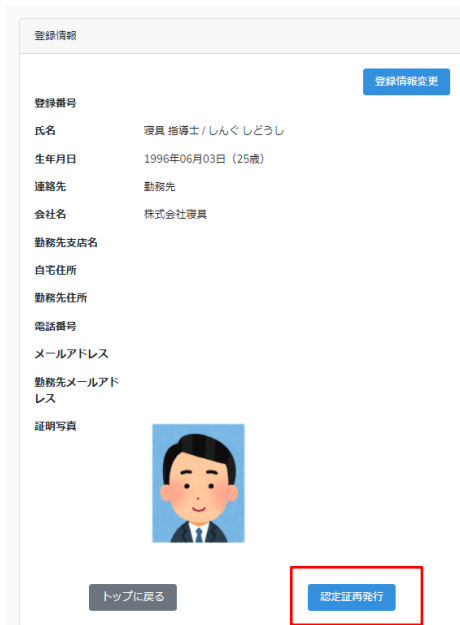 登録情報
登録情報変更
登録番号
氏名 寝具 指導士 / しんぐ しどうし
生年月日 1996年06月03日（25歳）
連絡先 勤務先
会社名 株式会社寝具
勤務先支店名
自宅住所
勤務先住所
電話番号
メールアドレス
勤務先メールアド
レス
証明写真
トップに戻る 認定証再発行